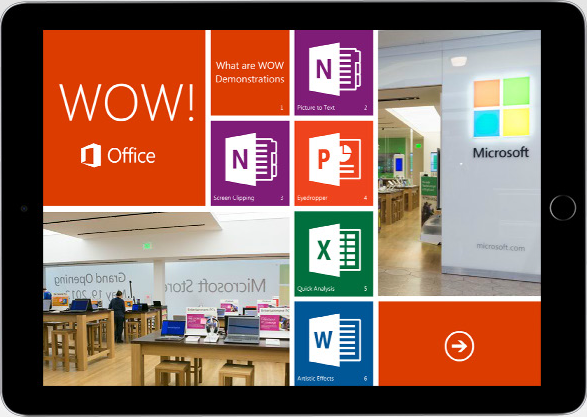 WOW!
Office
What are WOW
Demonstrations
1
N
Picture to Text
2
N
Screen Clipping
3
P
Eyedropper
4
X
Quick Analysis
5
W
Artistic Effects
6
Microsoft
microsoft.com
Grand Opening
Microsoft Store